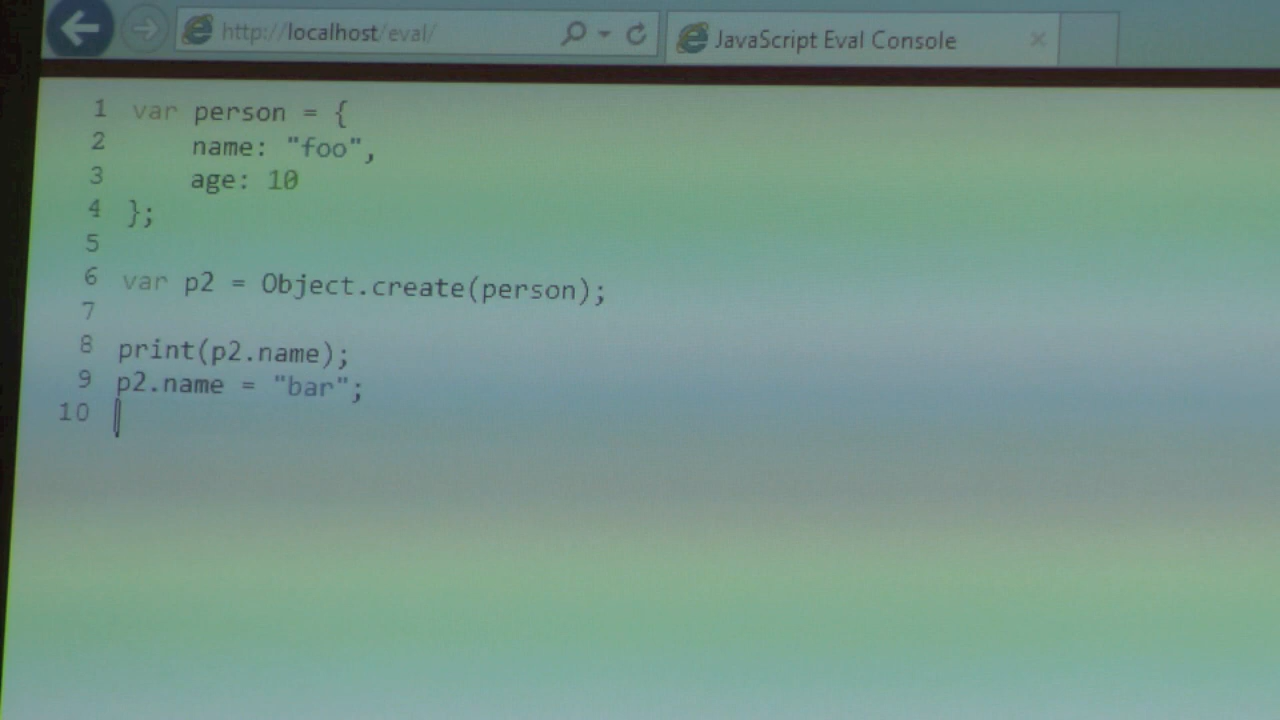 http://localhost/eval/
JavaScript Eval Console
1 var person = {
2 name: "foo",
3 age: 10
4 };
5
6 var p2 = Object.create(person);
7
8 print(p2.name);
9 p2.name = "bar";
10